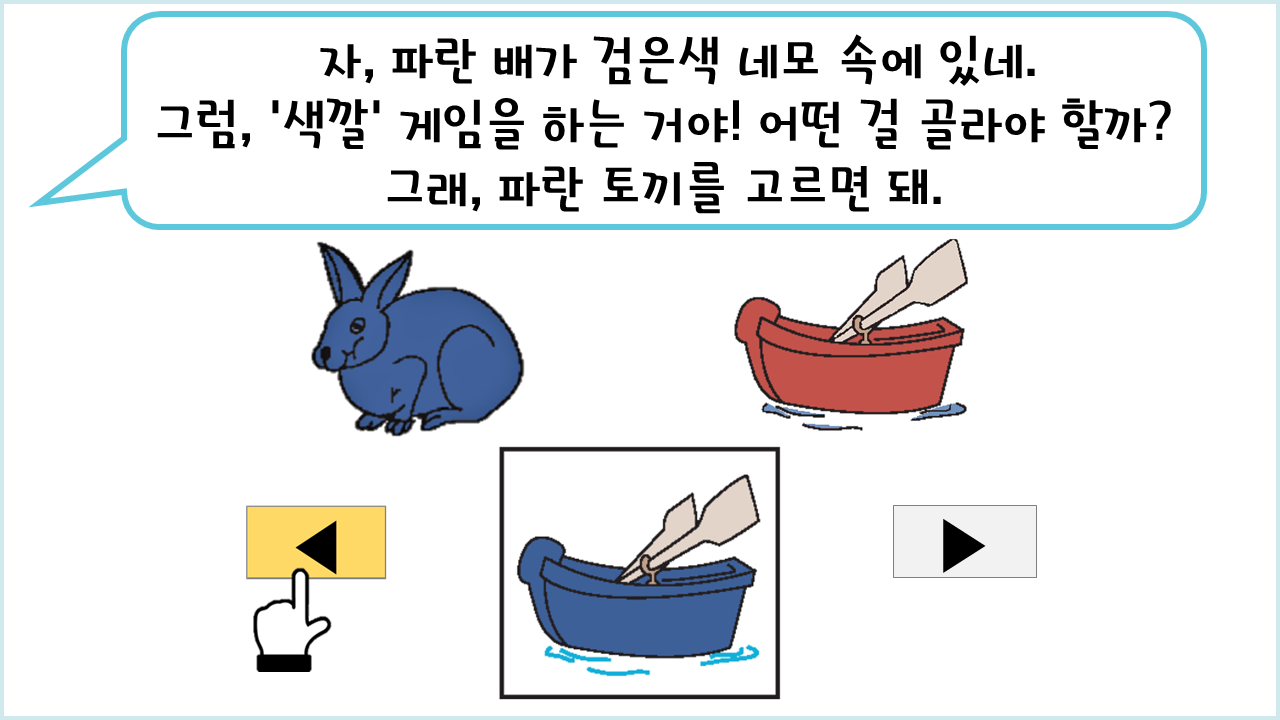 자, 파란 배가 검은색 네모 속에 있네.
그럼, '색깔' 게임을 하는 거야! 어떤 걸 골라야 할까?
그래, 파란 토끼를 고르면 돼.